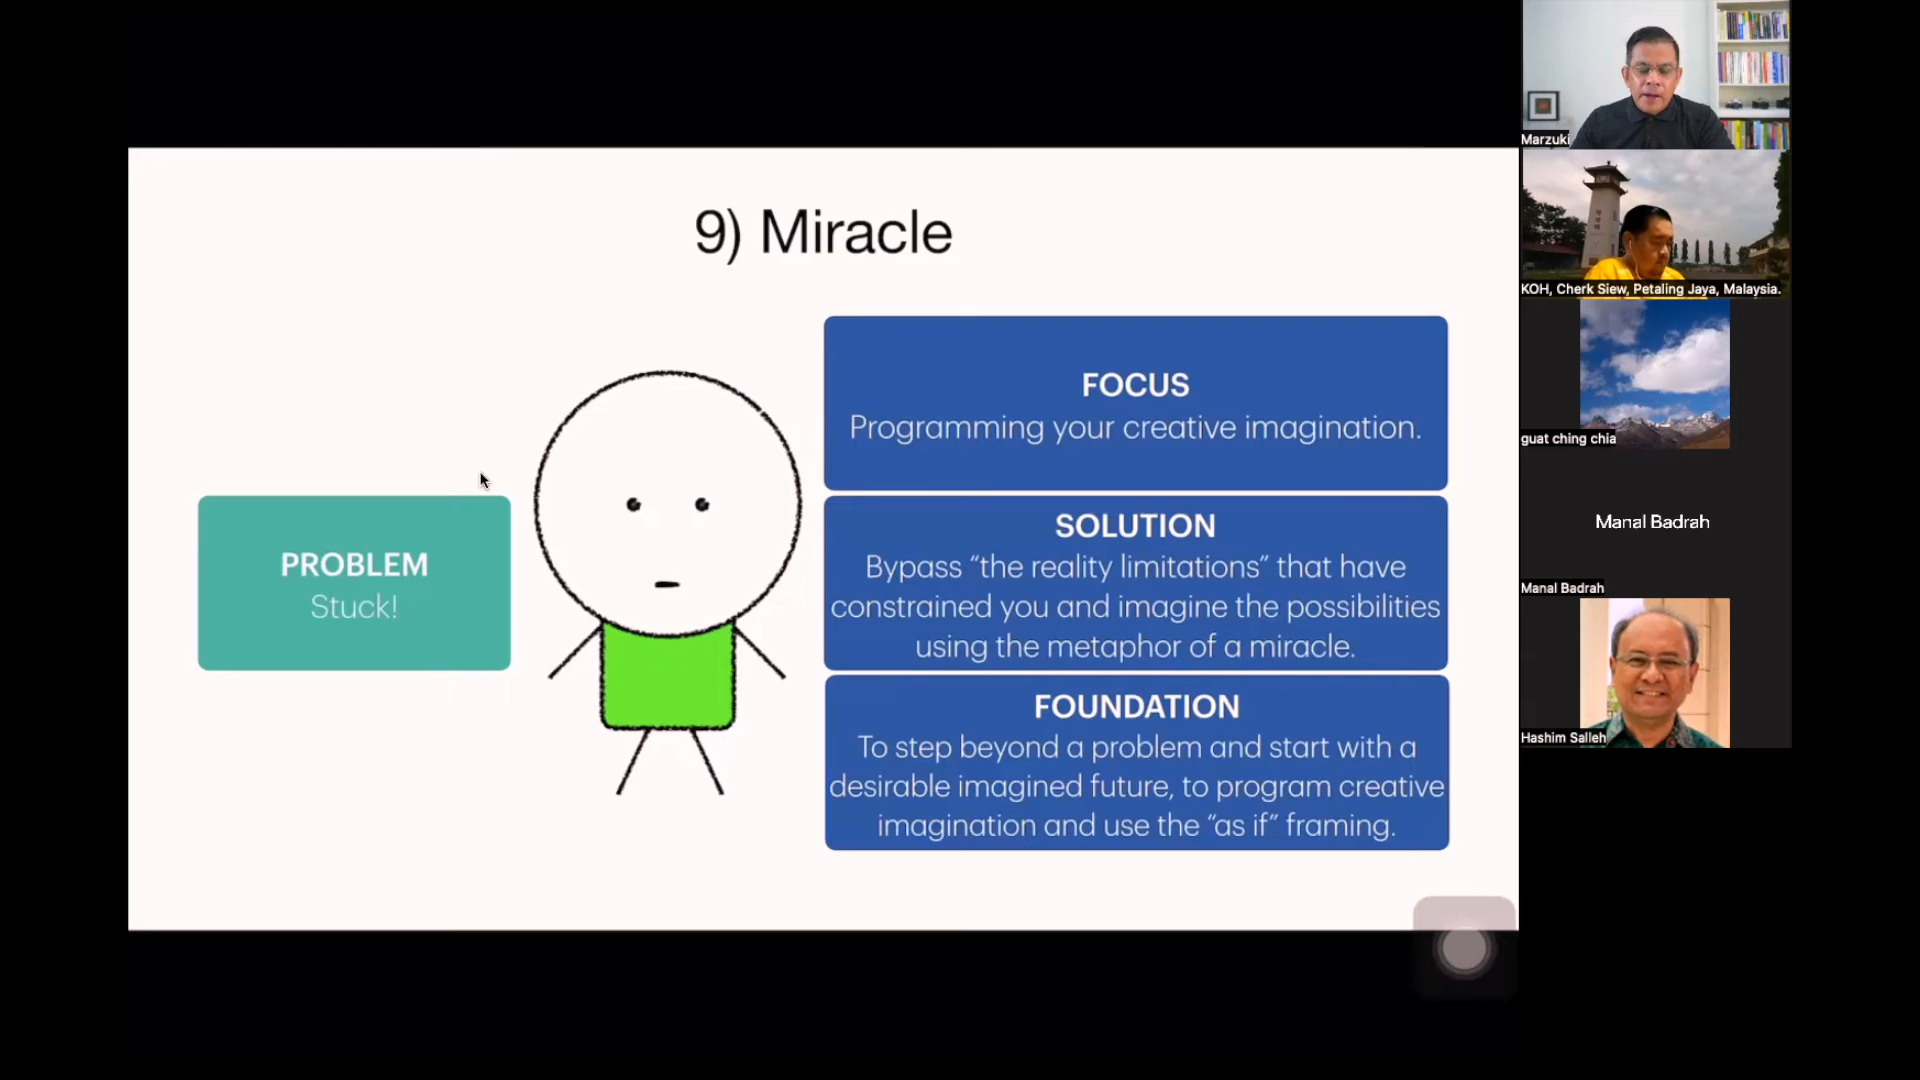 9) Miracle
PROBLEM
Stuck!
FOCUS
Programming your creative imagination.
SOLUTION
Bypass “the reality limitations” that have
constrained you and imagine the possibilities
using the metaphor of a miracle.
FOUNDATION
To step beyond a problem and start with a
desirable imagined future, to program creative
imagination and use the “as if” framing.
Marzuki
KOH, Cherk Siew, Petaling Jaya, Malaysia.
guat ching chia
Manal Badrah
Manal Badrah
Hashim Salleh